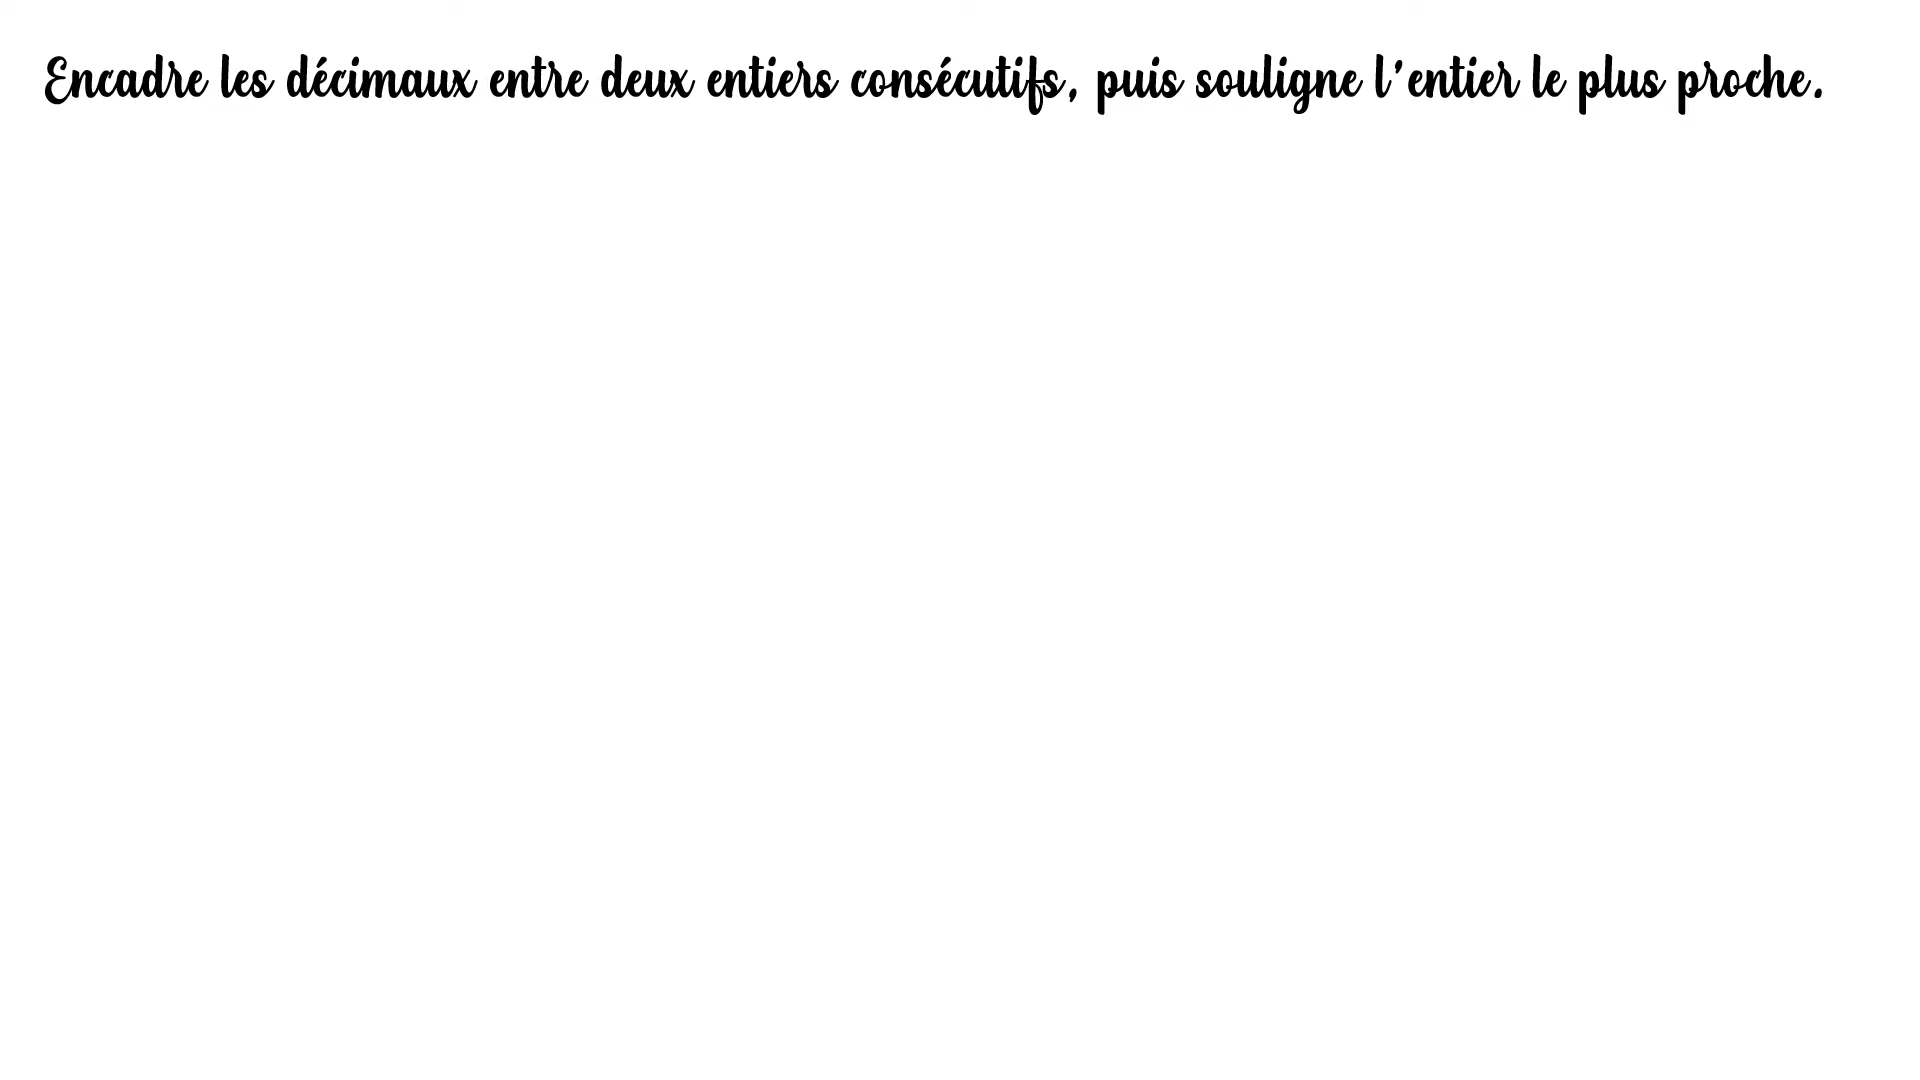 Encadre les décimaux entre deux entiers consécutifs, puis souligne l'entier le plus proche.